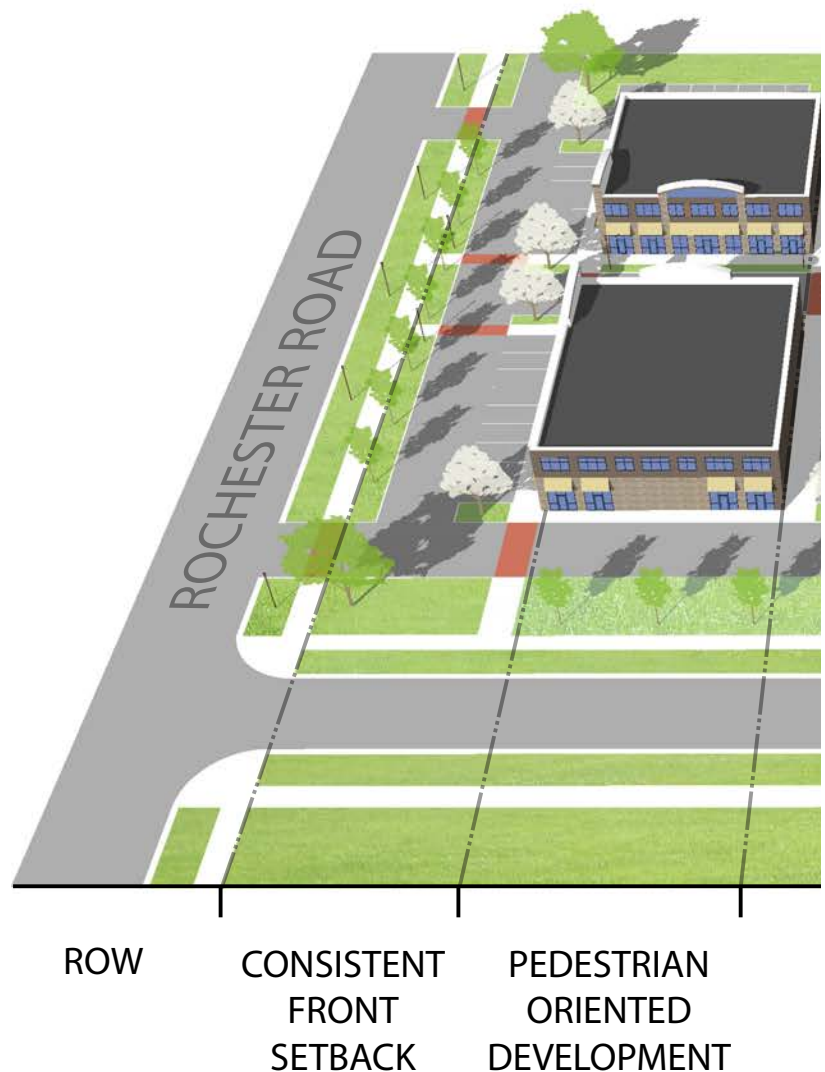 ROCHESTER ROAD
ROW
CONSISTENT
FRONT
SETBACK
PEDESTRIAN
ORIENTED
DEVELOPMENT